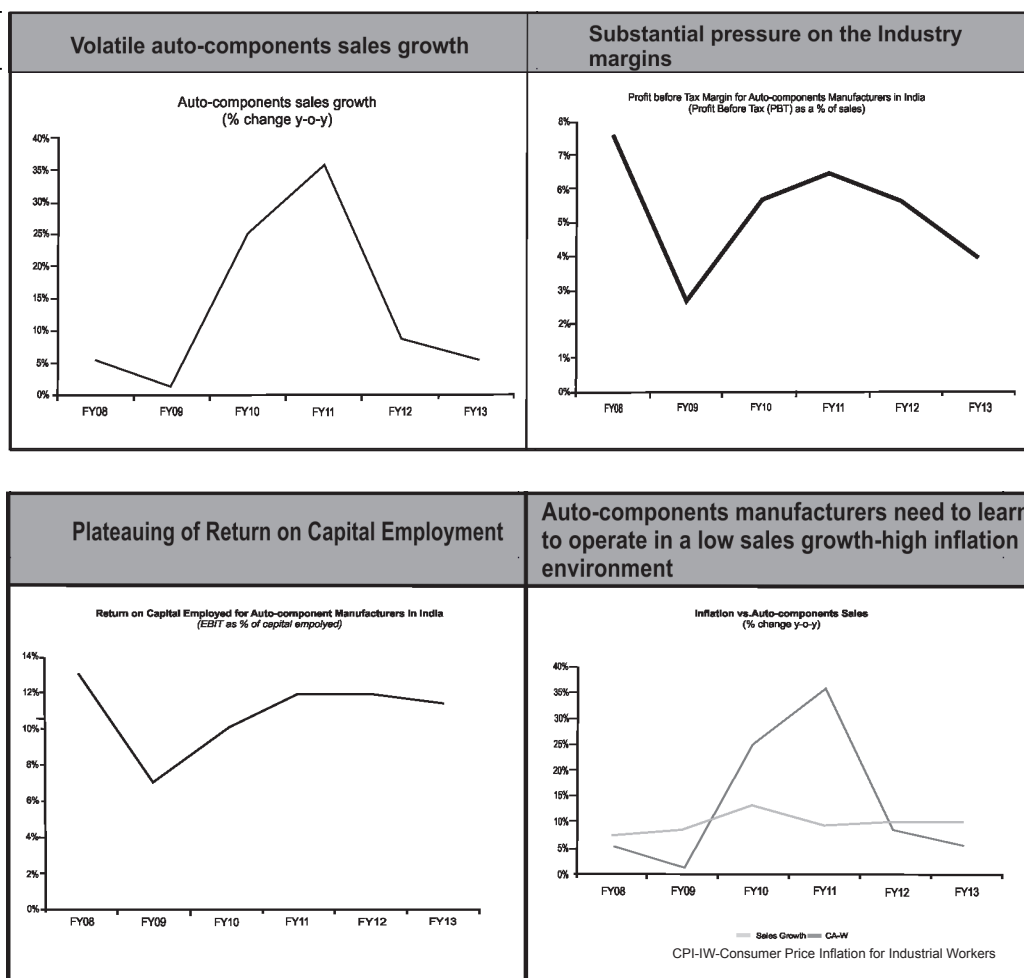 Volatile auto-components sales growth
Substantial pressure on the Industry
margins
Auto-components sales growth
(% change y-o-y)
40%
35%
30%
25%
20%
15%
10%
5%
0%
FY08 FY09 FY10 FY11 FY12 FY13
Profit before Tax Margin for Auto-components Manufacturers in India
(Profit Before Tax (PBT) as a % of sales)
8%
7%
6%
5%
4%
3%
2%
1%
0%
FY08 FY09 FY10 FY11 FY12 FY13
Plateauing of Return on Capital Employment
Auto-components manufacturers need to learn
to operate in a low sales growth-high inflation
environment
Return on Capital Employed for Auto-component Manufacturers in India
(EBIT as % of capital empolyed)
14%
12%
10%
8%
6%
4%
2%
0%
FY08 FY09 FY10 FY11 FY12 FY13
Inflation vs.Auto-components Sales
(% change y-o-y)
40%
35%
30%
25%
20%
15%
10%
5%
0%
FY08 FY09 FY10 FY11 FY12 FY13
Sales Growth CA-W
CPI-IW-Consumer Price Inflation for Industrial Workers